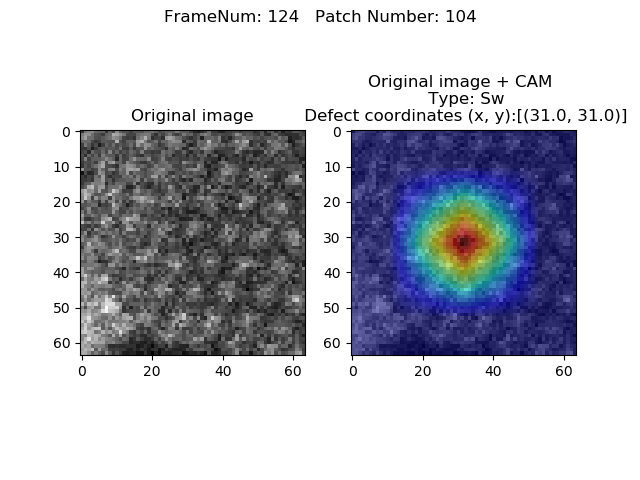 FrameNum: 124   Patch Number: 104
Original image
Original image + CAM
Type: Sw
Defect coordinates (x, y):[(31.0, 31.0)]
0
10
20
30
40
50
60
0 20 40 60
0
10
20
30
40
50
60
0 20 40 60